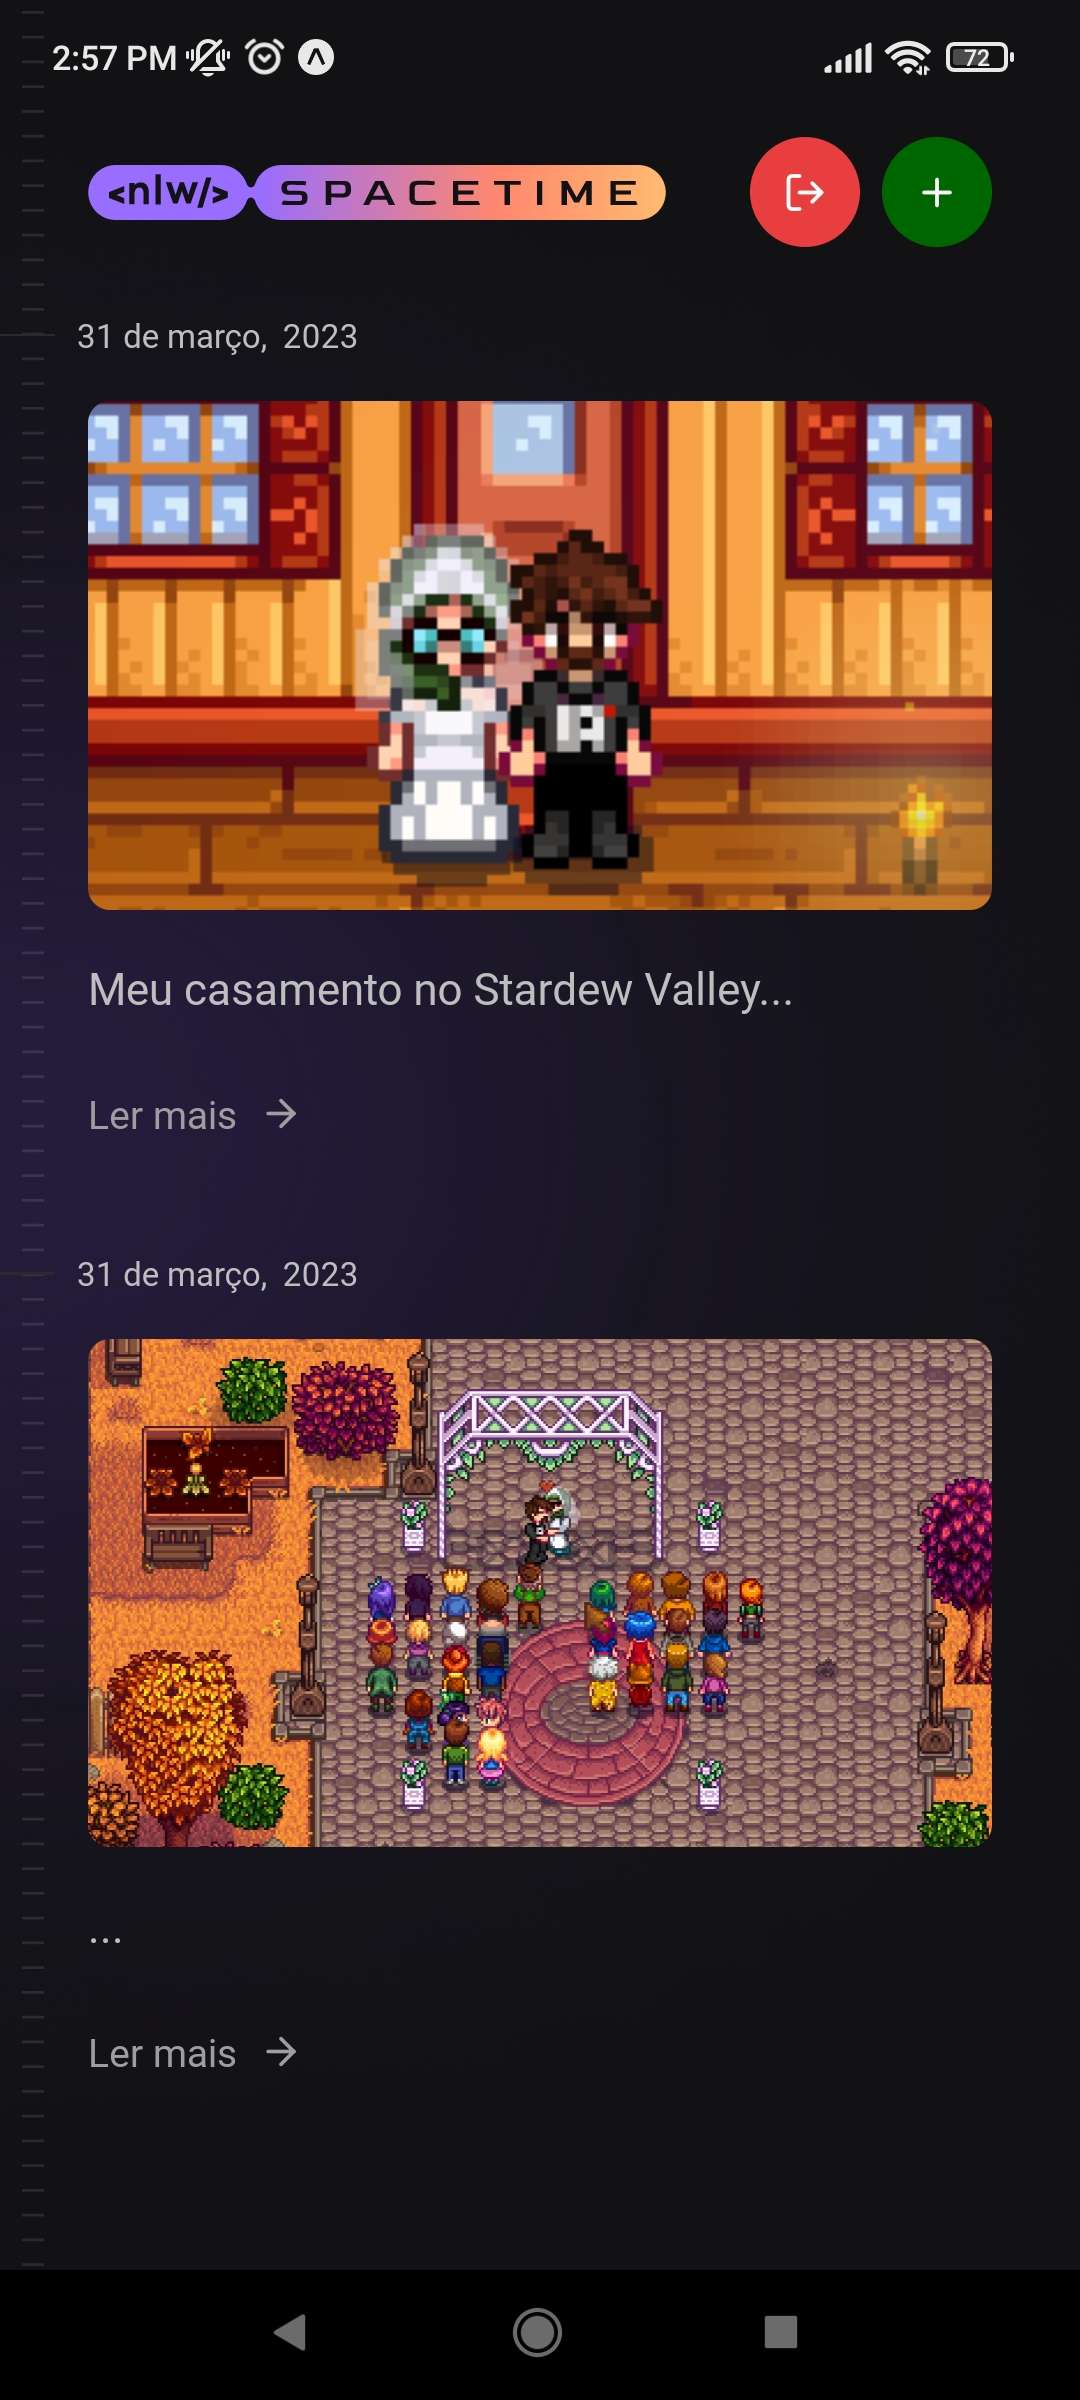 2:57 PM 72
<nlw/> SPACETIME
31 de março, 2023
Meu casamento no Stardew Valley...
Ler mais
31 de março, 2023
...
Ler mais